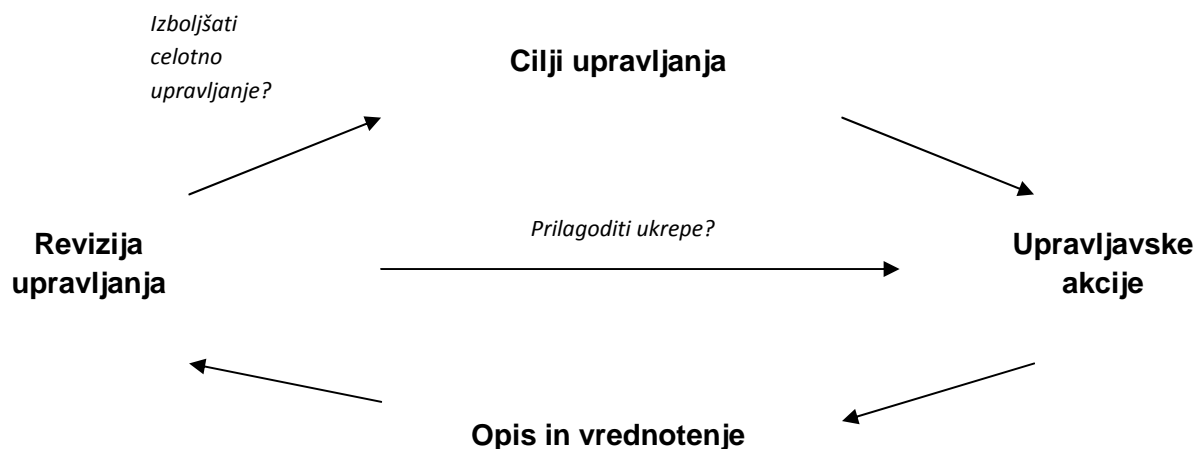 Izboljšati
celotno
upravljanje?
Cilji upravljanja
Prilagoditi ukrepe?
Revizija
upravljanja
Upravljavske
akcije
Opis in vrednotenje